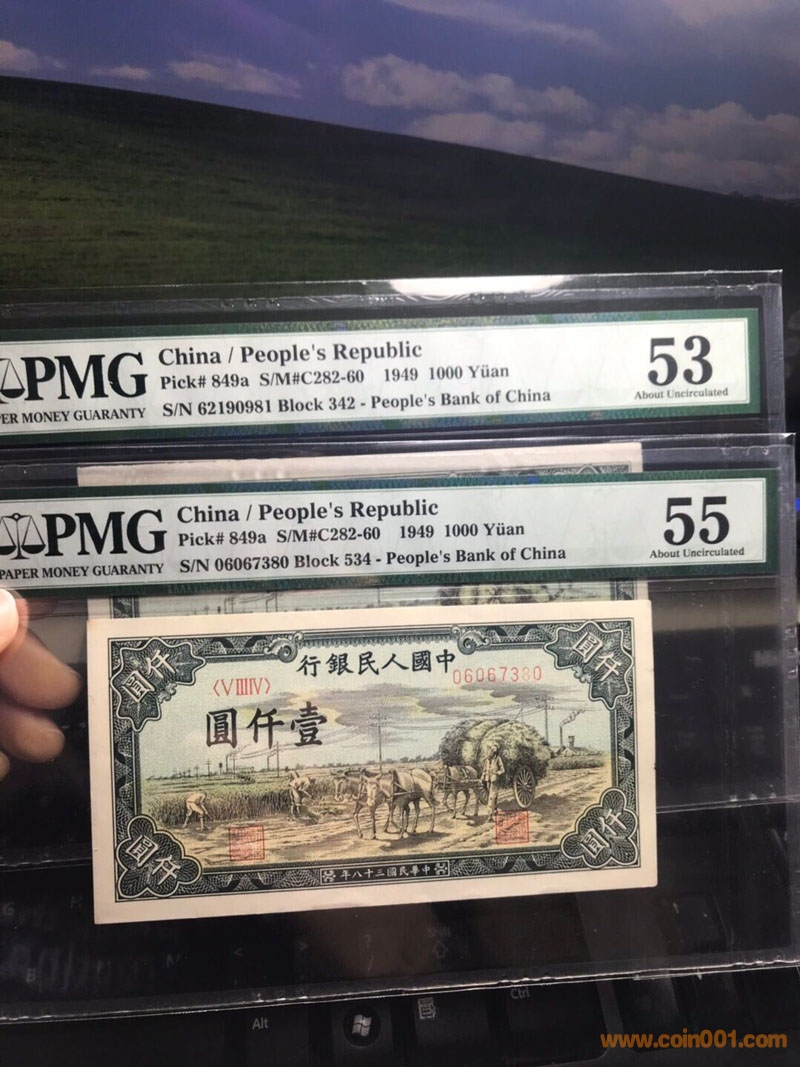 PMG
PER MONEY GUARANTY
China / People's Republic
Pick# 849a S/M#C282-60 1949 1000 Yüan
S/N 62190981 Block 342 - People's Bank of China
53
About Uncirculated
PMG
PAPER MONEY GUARANTY
China / People's Republic
Pick# 849a S/M#C282-60 1949 1000 Yüan
S/N 06067380 Block 534 - People's Bank of China
55
About Uncirculated
圓仟
行銀民人國中
圓仟
〈VIIIIV〉
06067380
圓仟壹
圓仟
年八十三國民華中
圓仟
Alt
Ctrl
www.coin001.com